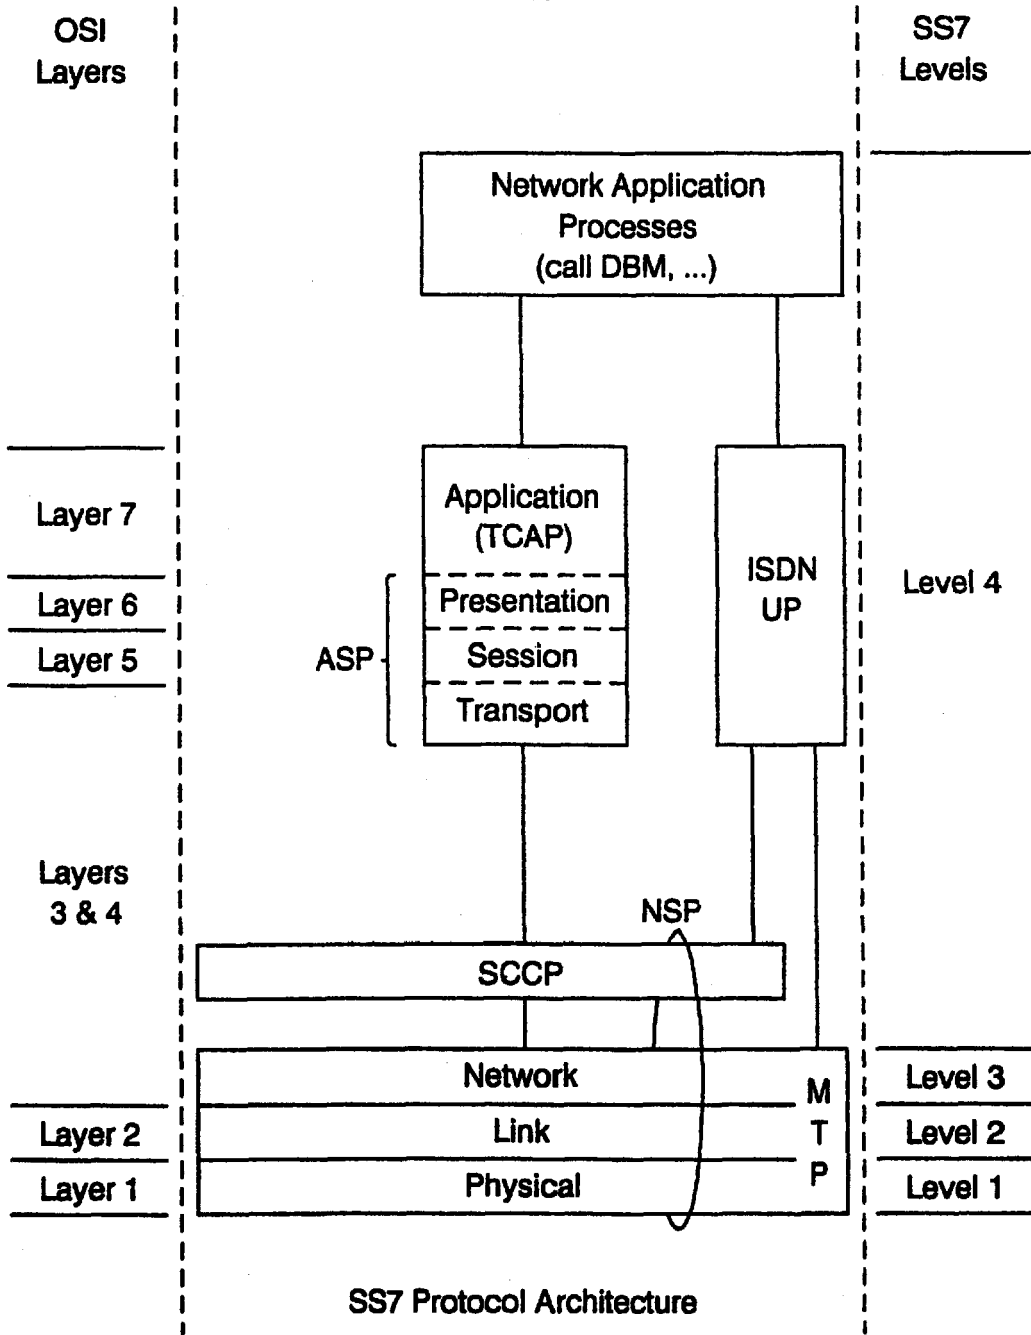 OSI
Layers
SS7
Levels
Network Application
Processes
(call DBM, ...)
Layer 7
Application
(TCAP)
ISDN
UP
Level 4
Layer 6
Presentation
ASP
Layer 5
Session
Transport
Layers
3 & 4
NSP
SCCP
Network
M
Level 3
Layer 2
Link
T
Level 2
Layer 1
Physical
P
Level 1
SS7 Protocol Architecture